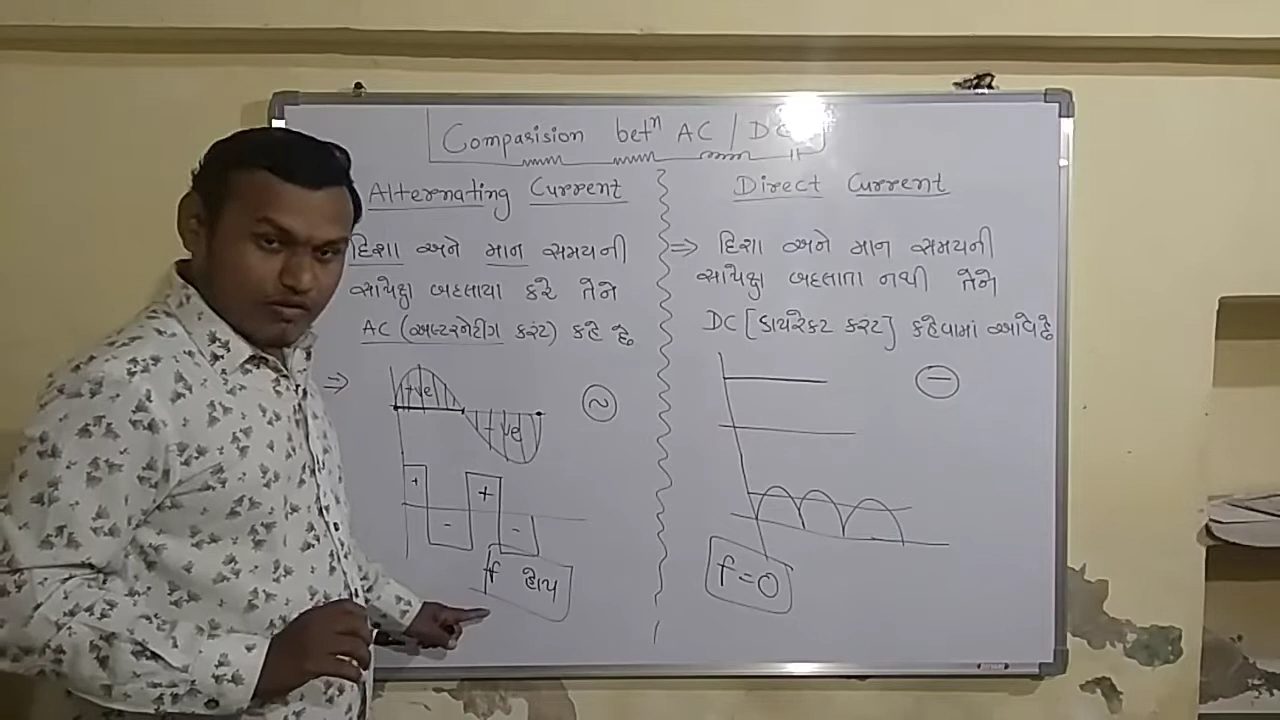 Comparision betⁿ AC / DC
Alternating Current
દિશા અને માન સમયની
સાપેક્ષ બદલાયા કરે તેને
AC (અલ્ટરનેટીગ કરંટ) કહે છે
⇒ +ve ~
-ve
+ - + -
f હોય
Direct Current
⇒ દિશા અને માન સમયની
સાપેક્ષ બદલાતા નથી તેને
DC [ડાયરેકટ કરંટ] કહેવામાં આવે છે
−
f=0